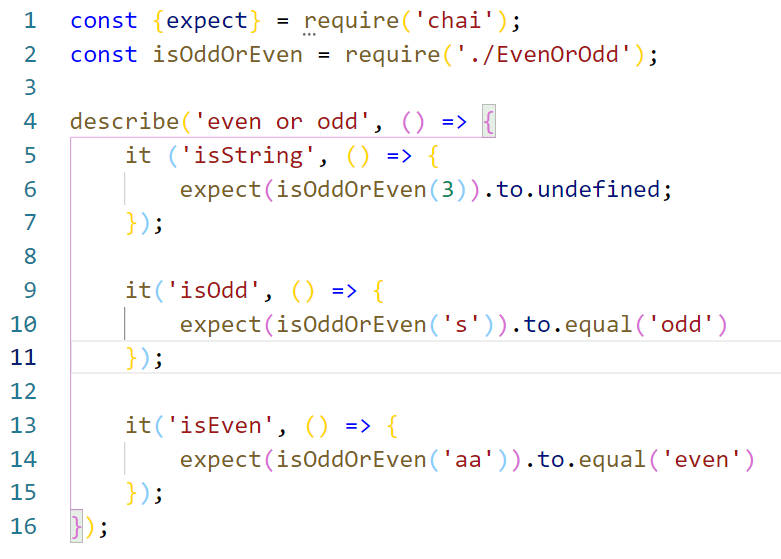 1 const {expect} = require('chai');
2 const isOddOrEven = require('./EvenOrOdd');
3
4 describe('even or odd', () => {
5 it ('isString', () => {
6 expect(isOddOrEven(3)).to.undefined;
7 });
8
9 it('isOdd', () => {
10 expect(isOddOrEven('s')).to.equal('odd')
11 });
12
13 it('isEven', () => {
14 expect(isOddOrEven('aa')).to.equal('even')
15 });
16 });